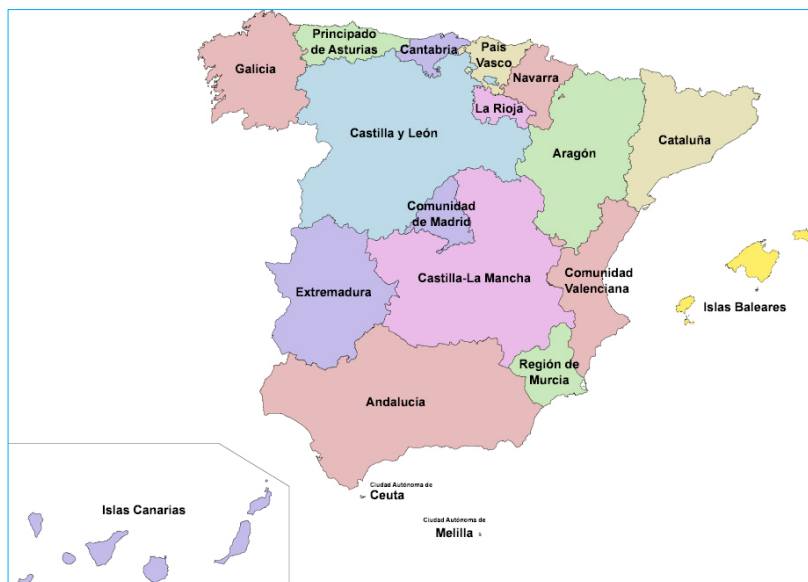 Principado
de Asturias
Cantabria
País
Vasco
Galicia
Navarra
La Rioja
Castilla y León
Cataluña
Aragón
Comunidad
de Madrid
Castilla-La Mancha
Comunidad
Valenciana
Extremadura
Islas Baleares
Región de
Murcia
Andalucía
Ciudad Autónoma de
Ceuta
Islas Canarias
Ciudad Autónoma de
Melilla